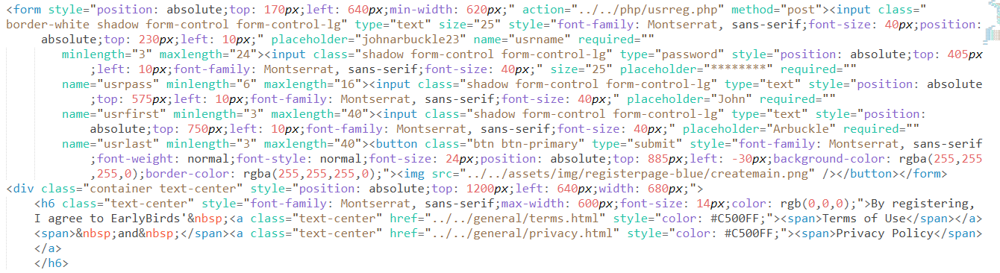 <form style="position: absolute;top: 170px;left: 640px;min-width: 620px;" action="../../php/usrreg.php" method="post"><input class="
border-white shadow form-control form-control-lg" type="text" size="25" style="font-family: Montserrat, sans-serif;font-size: 40px;position:
absolute;top: 230px;left: 10px;" placeholder="johnarbuckle23" name="usrname" required=""
minlength="3" maxlength="24"><input class="shadow form-control form-control-lg" type="password" style="position: absolute;top: 405px
;left: 10px;font-family: Montserrat, sans-serif;font-size: 40px;" size="25" placeholder="********" required=""
name="usrpass" minlength="6" maxlength="16"><input class="shadow form-control form-control-lg" type="text" style="position: absolute
;top: 575px;left: 10px;font-family: Montserrat, sans-serif;font-size: 40px;" placeholder="John" required=""
name="usrfirst" minlength="3" maxlength="40"><input class="shadow form-control form-control-lg" type="text" style="position:
absolute;top: 750px;left: 10px;font-family: Montserrat, sans-serif;font-size: 40px;" placeholder="Arbuckle" required=""
name="usrlast" minlength="3" maxlength="40"><button class="btn btn-primary" type="submit" style="font-family: Montserrat, sans-serif
;font-weight: normal;font-style: normal;font-size: 24px;position: absolute;top: 885px;left: -30px;background-color: rgba(255,255
,255,0);border-color: rgba(255,255,255,0);"><img src="../../assets/img/registerpage-blue/createmain.png" /></button></form>
<div class="container text-center" style="position: absolute;top: 1200px;left: 640px;width: 680px;">
<h6 class="text-center" style="font-family: Montserrat, sans-serif;max-width: 600px;font-size: 14px;color: rgb(0,0,0);">By registering,
I agree to EarlyBirds'&nbsp;<a class="text-center" href="../../general/terms.html" style="color: #C500FF;"><span>Terms of Use</span></a>
<span>&nbsp;and&nbsp;</span><a class="text-center" href="../../general/privacy.html" style="color: #C500FF;"><span>Privacy Policy</span>
</a>
</h6>